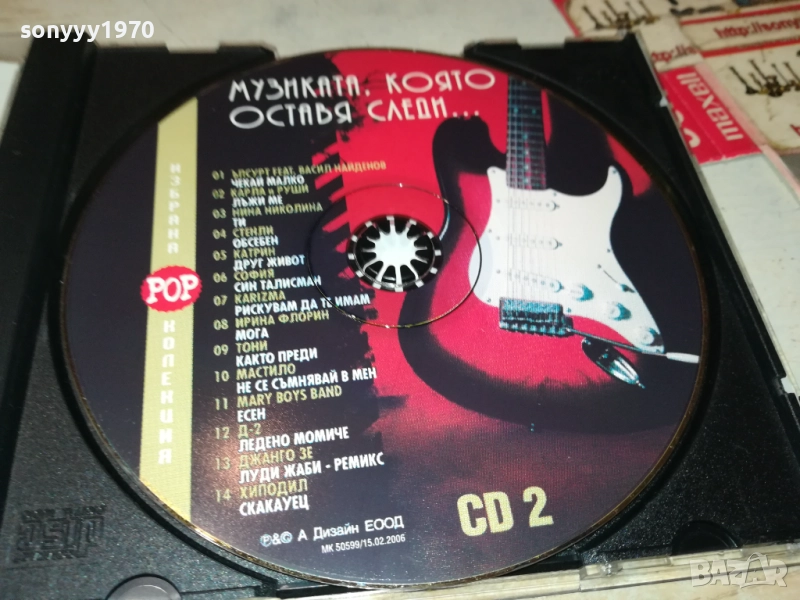 sonyyy1970
МУЗИКАТА, КОЯТО
ОСТАВЯ СЛЕДИ...
ИЗБРАНА
POP
КОЛЕКЦИЯ
01 ЪПСУРТ FEAT. ВАСИЛ НАЙДЕНОВ
ЧЕКАЙ МАЛКО
02 КАРЛА и РУШИ
ЛЪЖИ МЕ
03 НИНА НИКОЛИНА
ТИ
04 СТЕНЛИ
ОБСЕБЕН
05 КАТРИН
ДРУГ ЖИВОТ
06 СОФИЯ
СИН ТАЛИСМАН
07 KARIZMA
РИСКУВАМ ДА ТЕ ИМАМ
08 ИРИНА ФЛОРИН
МОГА
09 ТОНИ
КАКТО ПРЕДИ
10 МАСТИЛО
НЕ СЕ СЪМНЯВАЙ В МЕН
11 MARY BOYS BAND
ЕСЕН
12 Д-2
ЛЕДЕНО МОМИЧЕ
13 ДЖАНГО ЗЕ
ЛУДИ ЖАБИ - РЕМИКС
14 ХИПОДИЛ
СКАКАУЕЦ
CD 2
℗&© А Дизайн ЕООД
МК 50599/15.02.2006
maxell
BAZAR